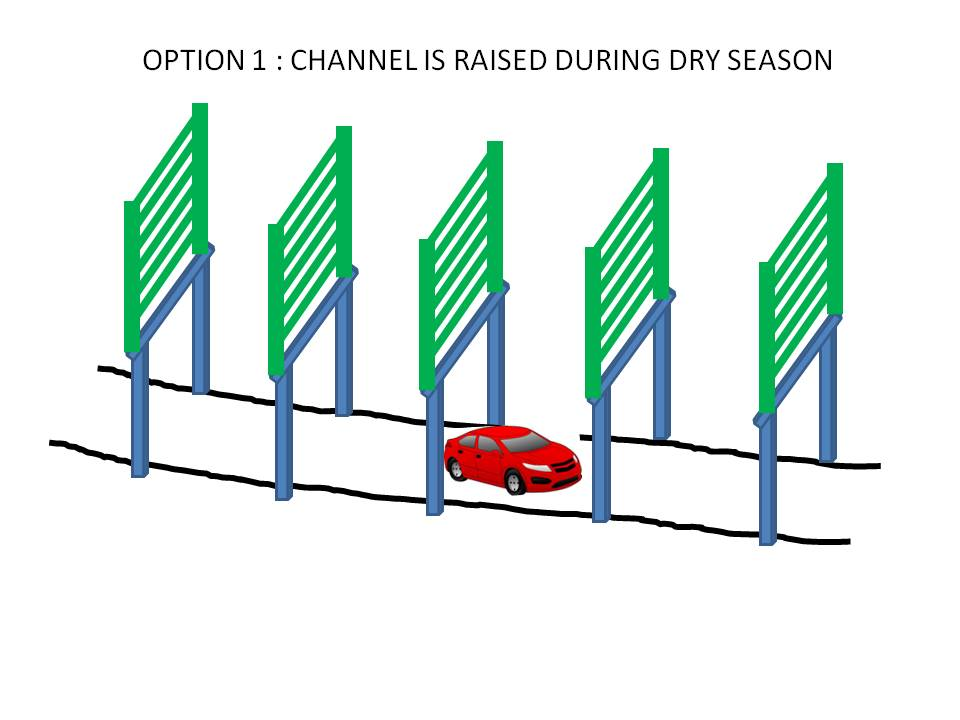 OPTION 1 : CHANNEL IS RAISED DURING DRY SEASON